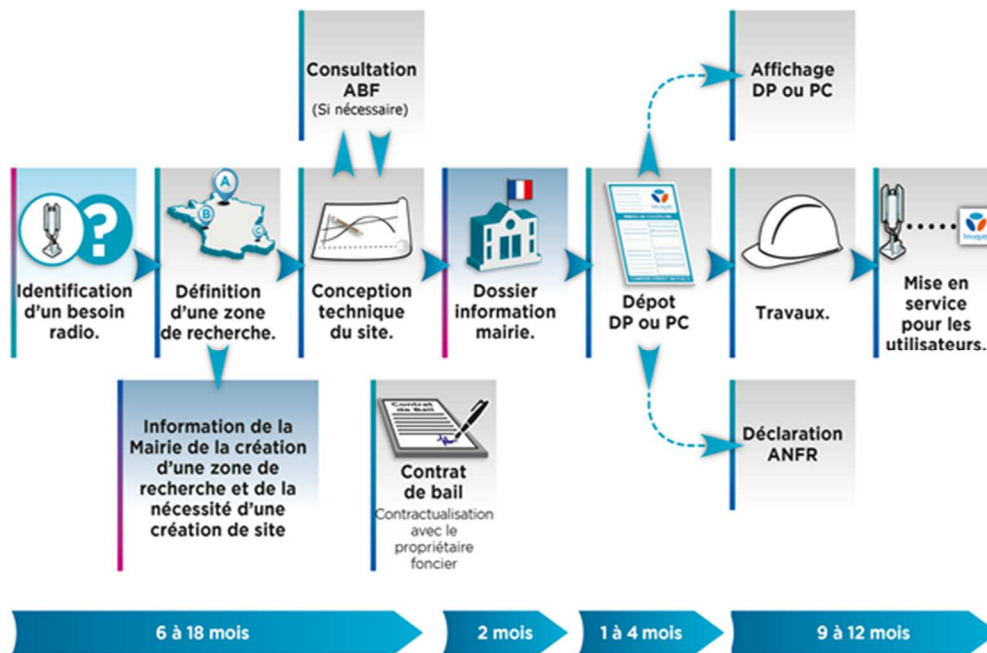 Consultation
ABF
(Si nécessaire)
Affichage
DP ou PC
A
B
C
?
Identification
d'un besoin
radio.
Définition
d'une zone
de recherche.
Conception
technique
du site.
Dossier
information
mairie.
Dépot
DP ou PC
Travaux.
Mise en
service
pour les
utilisateurs.
Information de la
Mairie de la création
d'une zone de
recherche et de la
nécessité d'une
création de site
Contrat
de Bail
Contrat
de bail
Contractualisation
avec le
propriétaire
foncier
Déclaration
ANFR
6 à 18 mois
2 mois
1 à 4 mois
9 à 12 mois